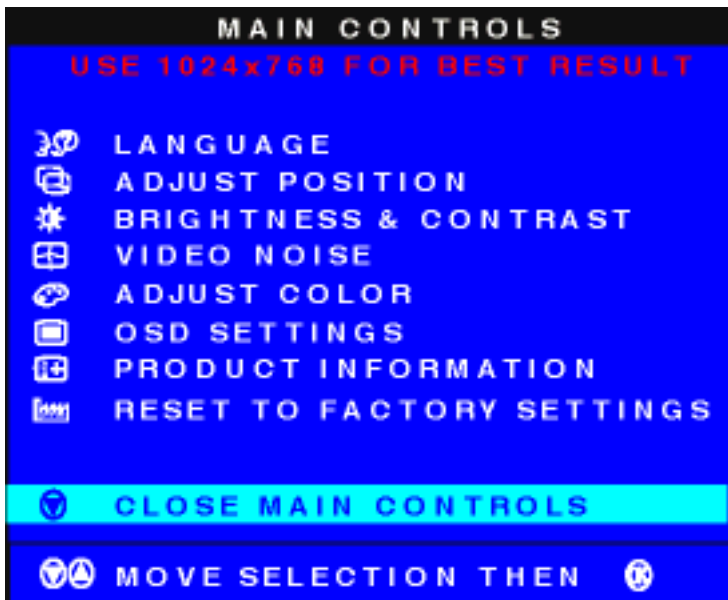 MAIN CONTROLS
USE 1024x768 FOR BEST RESULT
LANGUAGE
ADJUST POSITION
BRIGHTNESS & CONTRAST
VIDEO NOISE
ADJUST COLOR
OSD SETTINGS
PRODUCT INFORMATION
RESET TO FACTORY SETTINGS
CLOSE MAIN CONTROLS
MOVE SELECTION THEN OK